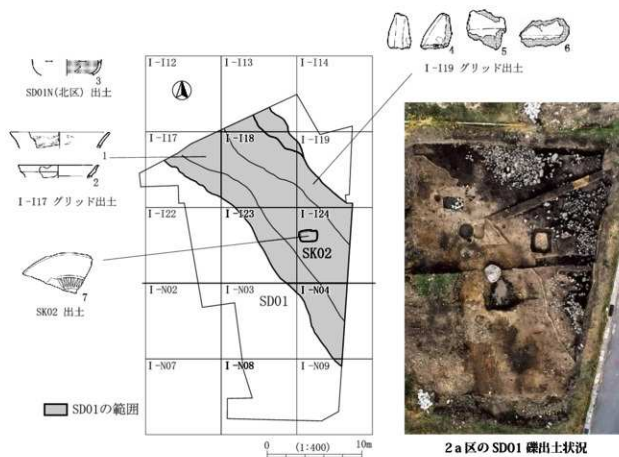 3
SD01N(北区) 出土
1
2
I-I17 グリッド出土
7
SK02 出土
4
5
6
I-I19 グリッド出土
I-I12
I-I13
I-I14
I-I17
I-I18
I-I19
I-I22
I-I23
I-I24
SK02
I-N02
I-N03
I-N04
SD01
I-N07
I-N08
I-N09
SD01の範囲
0 (1:400) 10m
2a区のSD01 礫出土状況